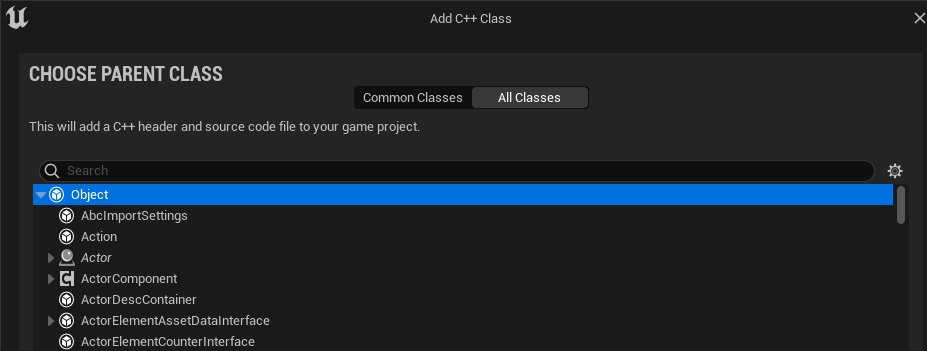 Add C++ Class
CHOOSE PARENT CLASS
Common Classes All Classes
This will add a C++ header and source code file to your game project.
Search
Object
AbcImportSettings
Action
Actor
ActorComponent
ActorDescContainer
ActorElementAssetDataInterface
ActorElementCounterInterface